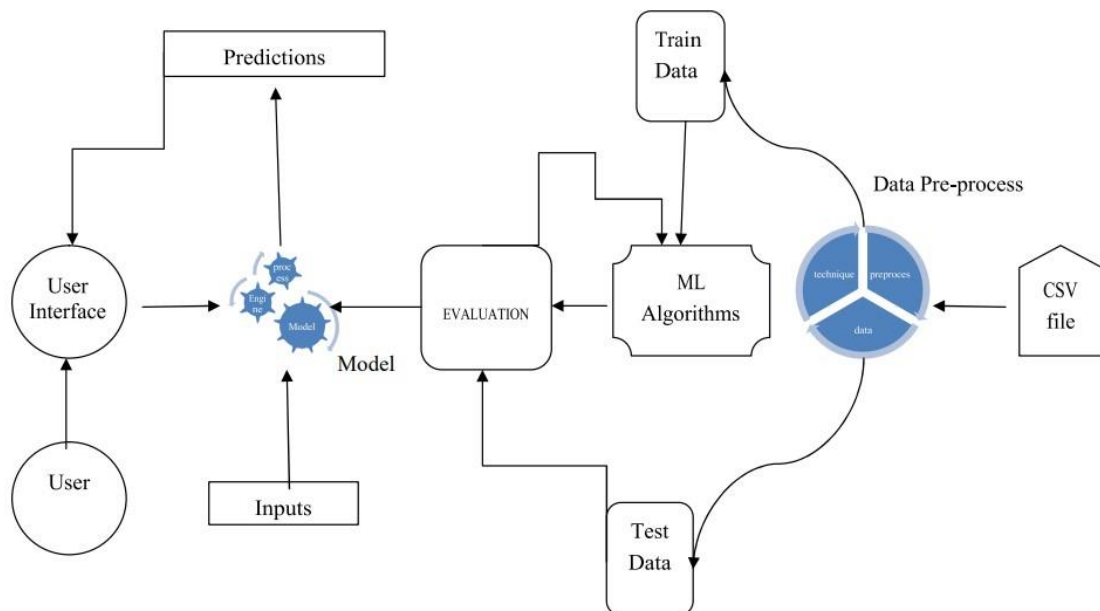 Predictions
Train
Data
Data Pre-process
User
Interface
proc
ess
Engi
ne
Model
Model
EVALUATION
ML
Algorithms
technique
preproces
data
CSV
file
User
Inputs
Test
Data